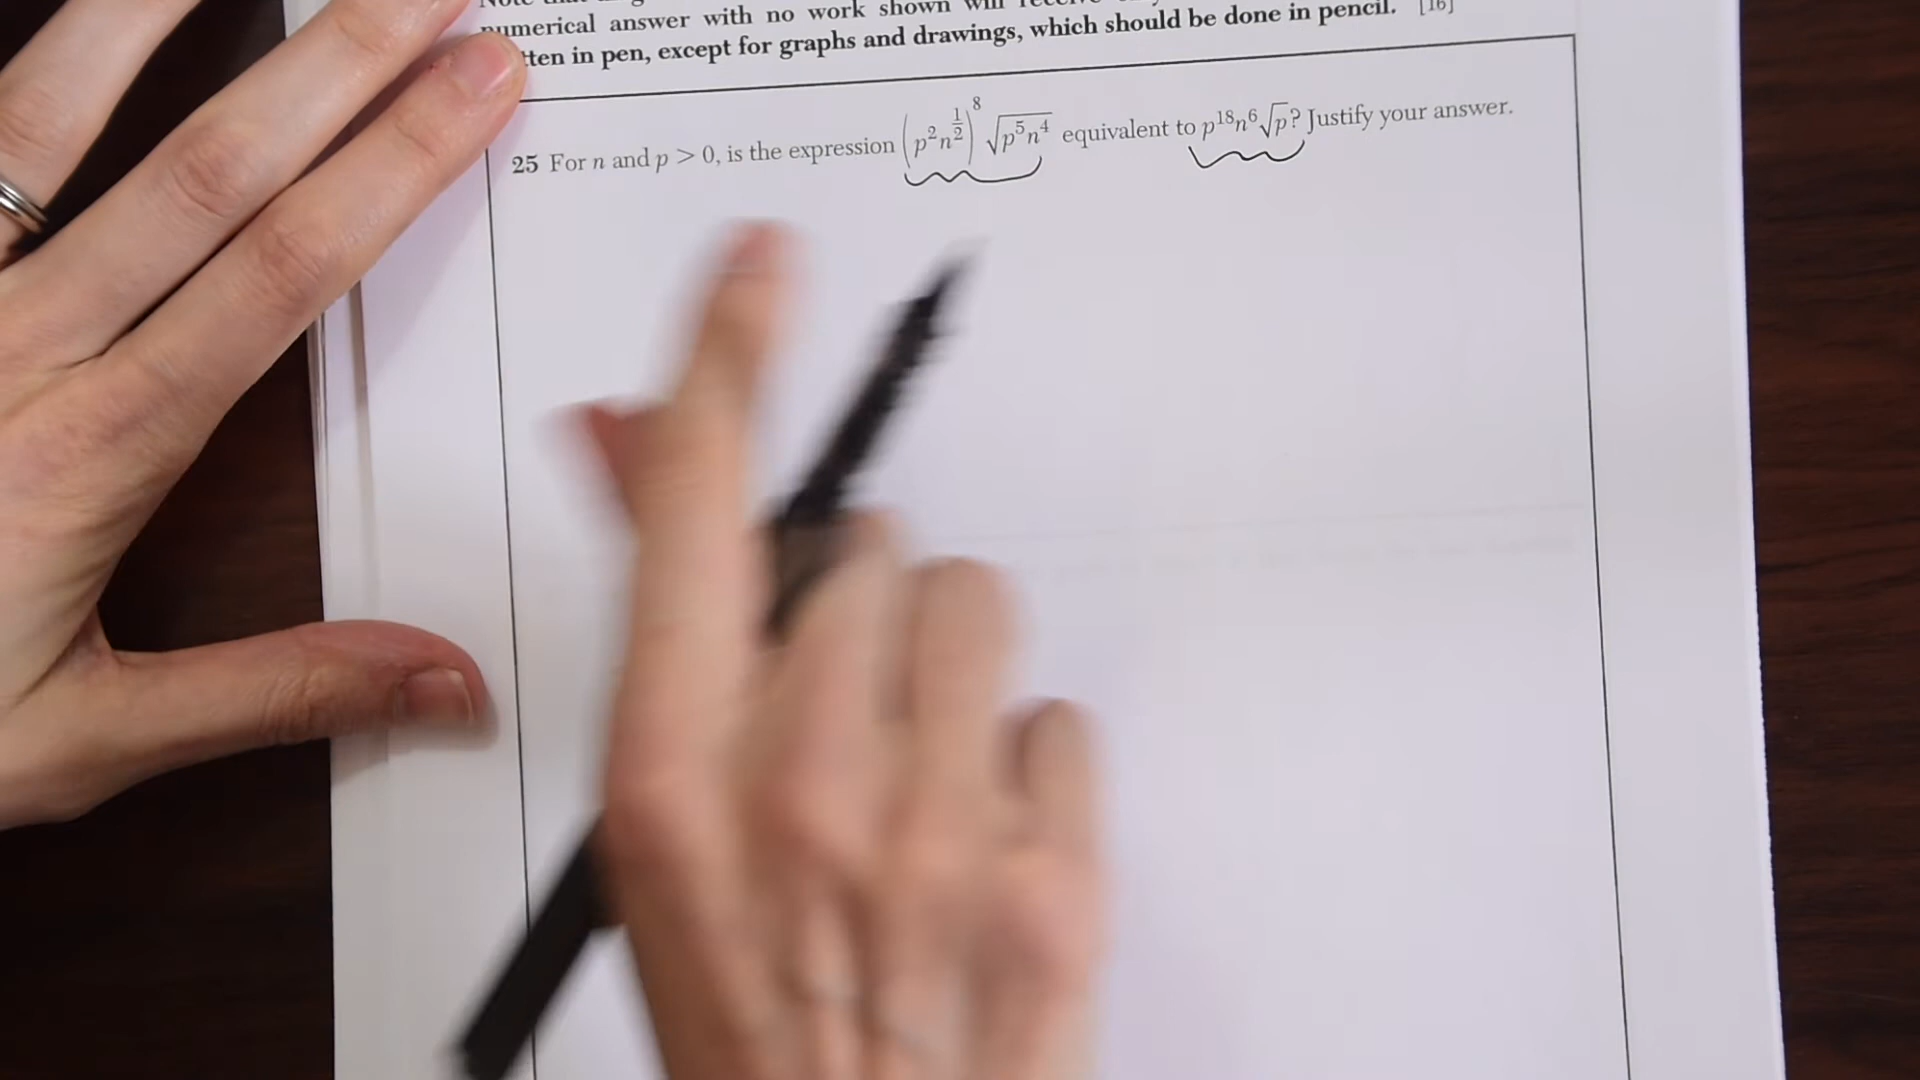 numerical answer with no work shown will
tten in pen, except for graphs and drawings, which should be done in pencil. [16]
25 For n and p > 0, is the expression (p²n^{1/2})⁸ √(p⁵n⁴) equivalent to p¹⁸n⁶√p? Justify your answer.